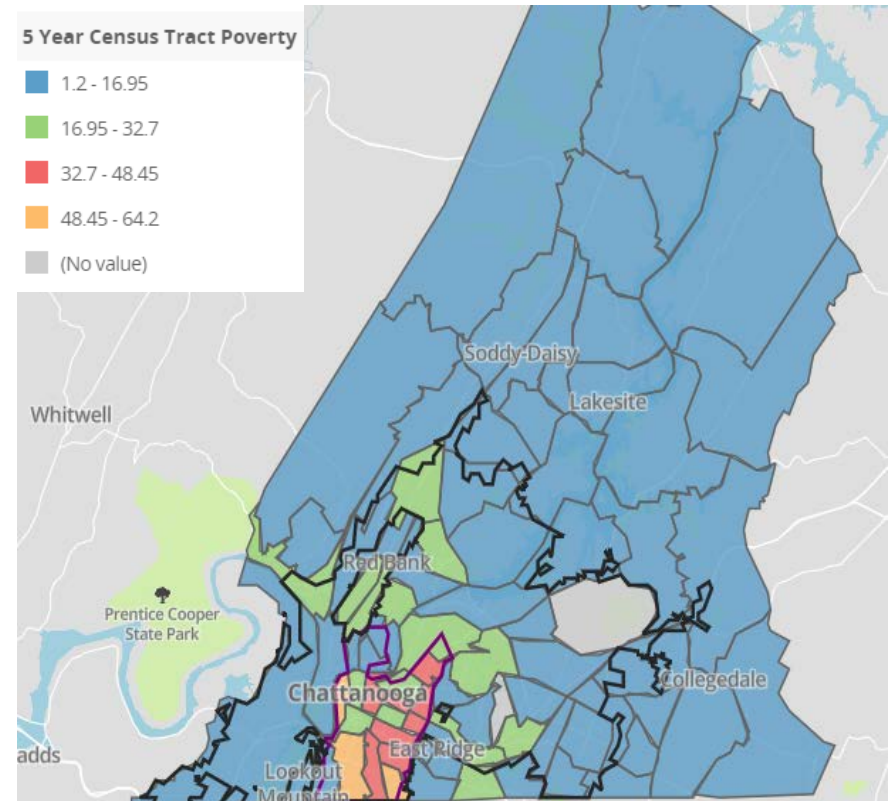 5 Year Census Tract Poverty
1.2 - 16.95
16.95 - 32.7
32.7 - 48.45
48.45 - 64.2
(No value)
Soddy-Daisy
Lakesite
Whitwell
Red Bank
Prentice Cooper
State Park
Collegedale
Chattanooga
East Ridge
adds
Lookout
Mountain